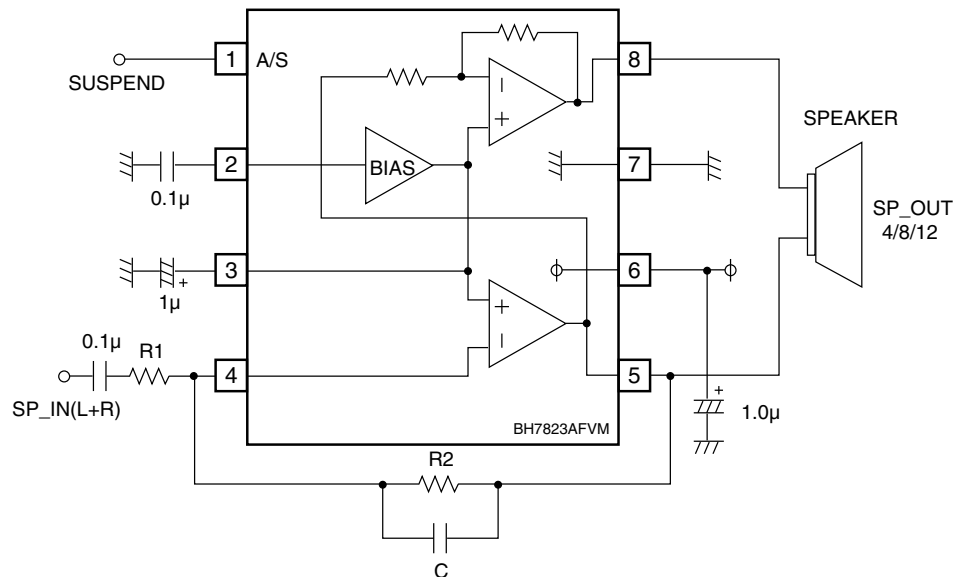 1
A/S
SUSPEND
8
+
−
SPEAKER
2
BIAS
7
0.1µ
SP_OUT
4/8/12
3
6
1µ
+
+
−
0.1µ
R1
4
5
+
SP_IN(L+R)
1.0µ
BH7823AFVM
R2
C